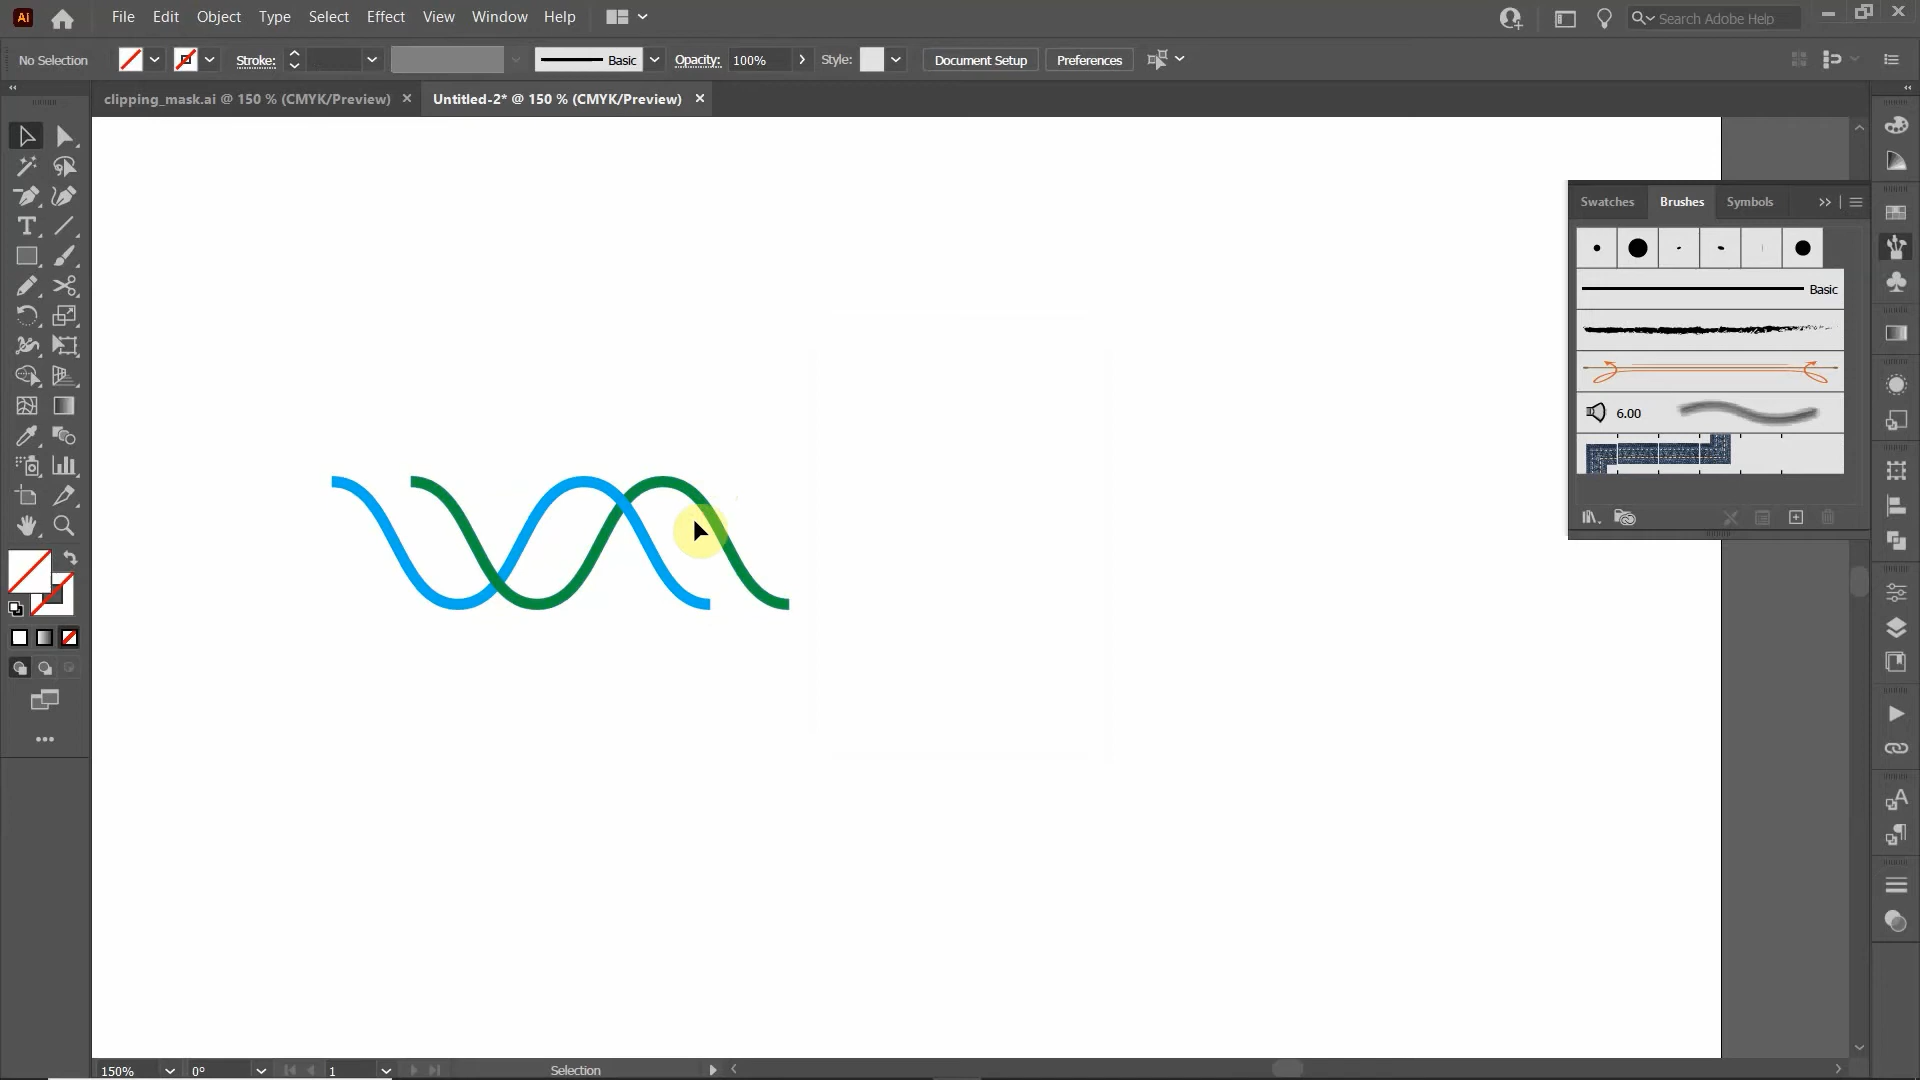 Ai
File Edit Object Type Select Effect View Window Help
Search Adobe Help
No Selection
Stroke:
Basic
Opacity: 100%
Style:
Document Setup
Preferences
clipping_mask.ai @ 150 % (CMYK/Preview)
Untitled-2* @ 150 % (CMYK/Preview)
Swatches Brushes Symbols
Basic
6.00
150%
0°
1
Selection